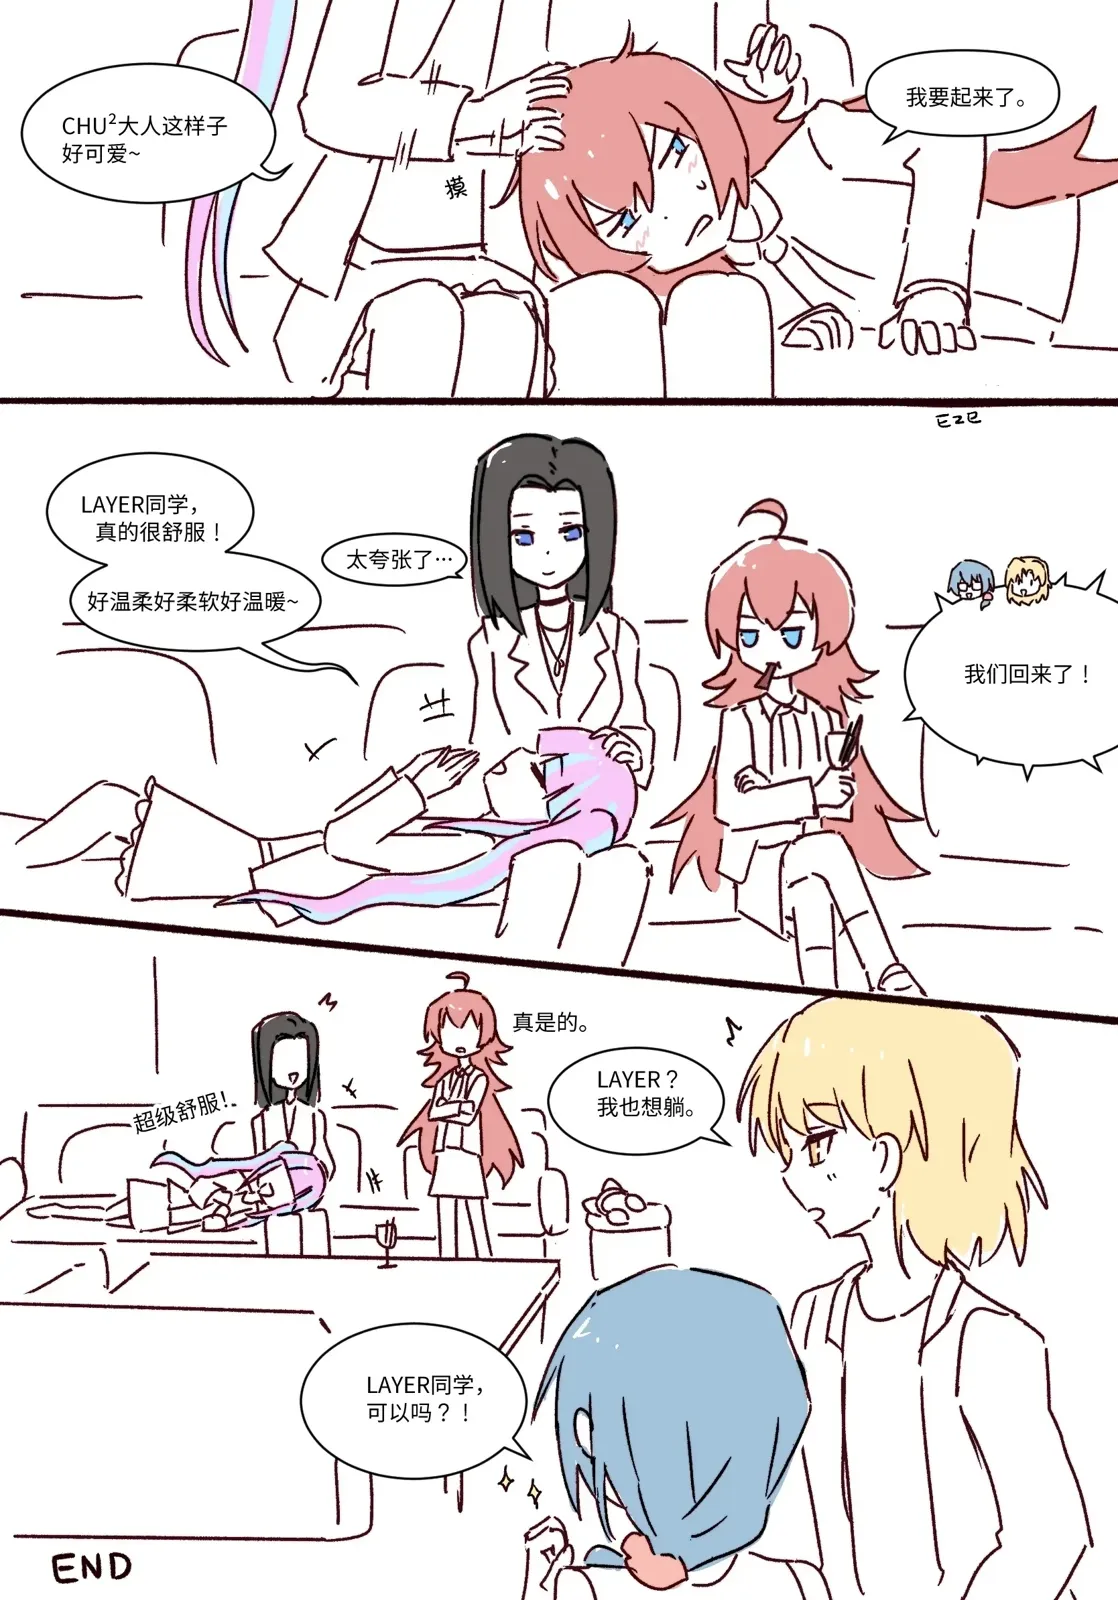 CHU²大人这样子
好可爱~
我要起来了。
摸
EZE
LAYER同学，
真的很舒服！
好温柔好柔软好温暖~
太夸张了…
我们回来了！
真是的。
超级舒服！
LAYER？
我也想躺。
LAYER同学，
可以吗？！
END